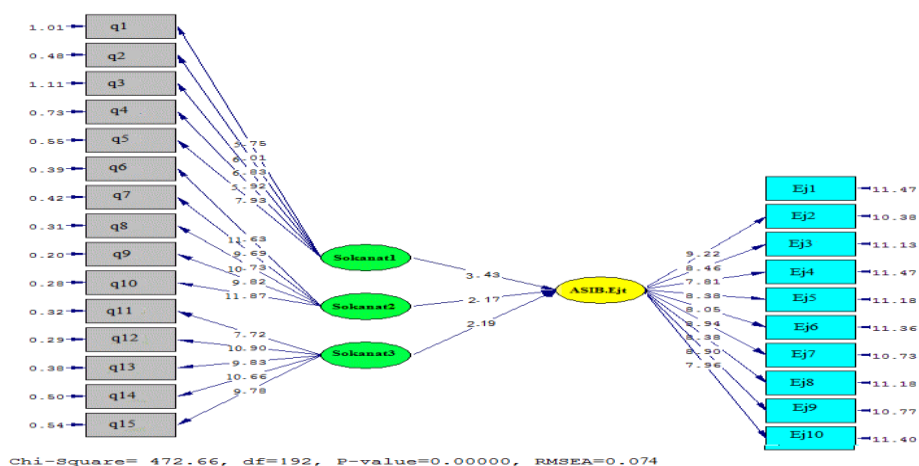 1.01 q1
0.48 q2
1.11 q3
0.73 q4
0.55 q5
0.39 q6
0.42 q7
0.31 q8
0.20 q9
0.28 q10
0.32 q11
0.29 q12
0.38 q13
0.50 q14
0.54 q15
3.75
6.01
6.83
5.92
7.93
11.63
9.69
10.73
9.82
11.87
7.72
10.90
9.83
10.66
9.78
Sokanat1
Sokanat2
Sokanat3
3.43
2.17
2.19
ASIB.Ejt
9.22
8.46
7.81
8.38
8.05
8.94
8.38
8.90
7.96
Ej1 11.47
Ej2 10.38
Ej3 11.13
Ej4 11.47
Ej5 11.18
Ej6 11.36
Ej7 10.73
Ej8 11.18
Ej9 10.77
Ej10 11.40
Chi-Square= 472.66, df=192, P-value=0.00000, RMSEA=0.074